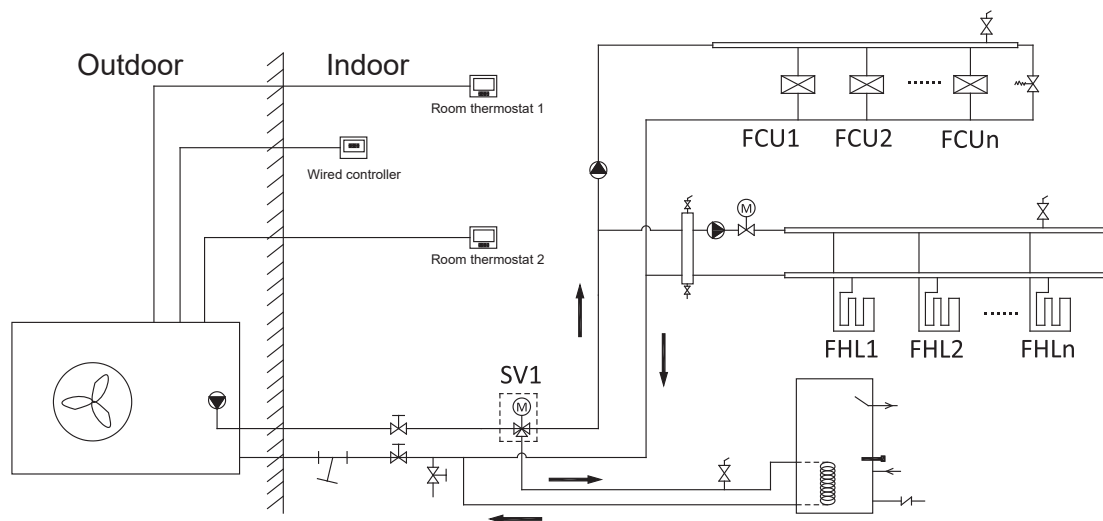 Outdoor
Indoor
Room thermostat 1
Wired controller
Room thermostat 2
FCU1
FCU2
......
FCUn
M
FHL1
FHL2
......
FHLn
SV1
M